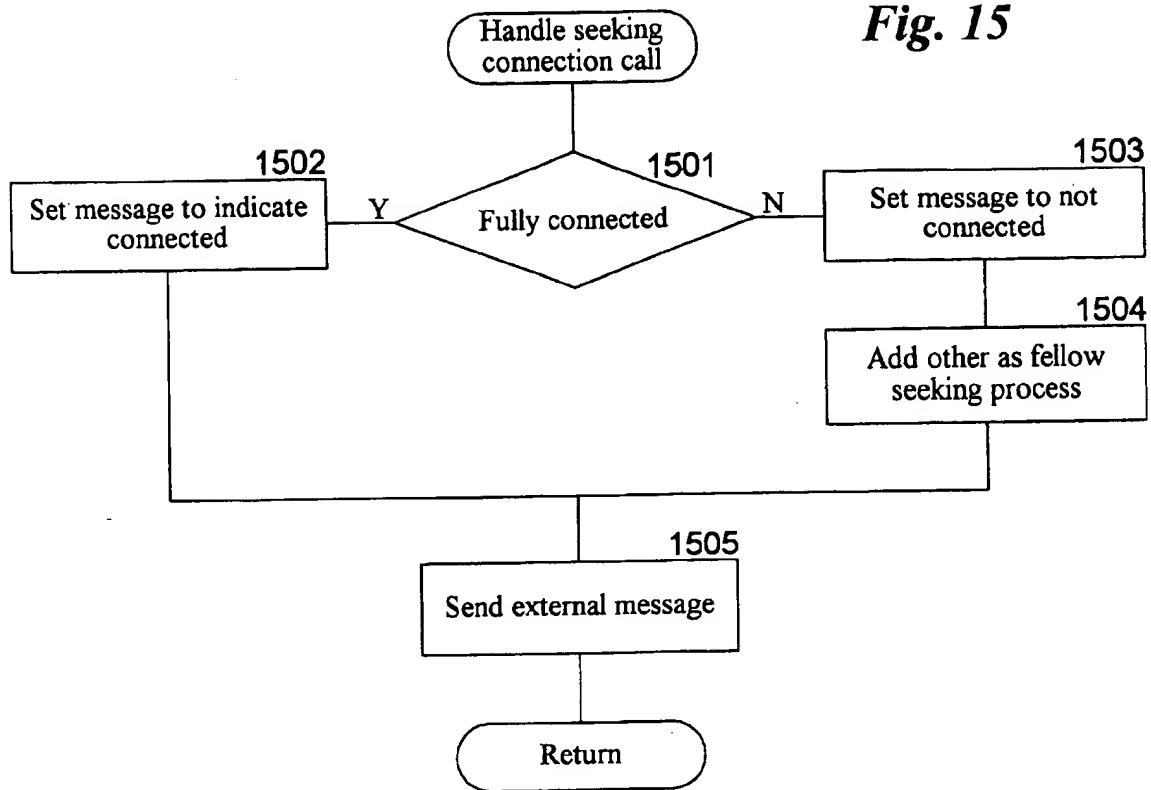 Fig. 15
Handle seeking
connection call
1501
Fully connected
Y
N
1502
Set message to indicate
connected
1503
Set message to not
connected
1504
Add other as fellow
seeking process
1505
Send external message
Return